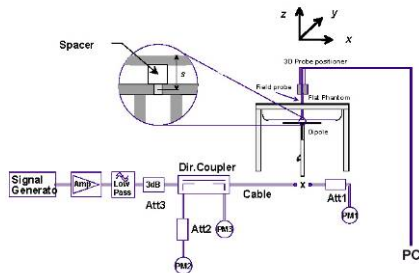 z
y
x
Spacer
s
3D Probe positioner
Field probe
Flat Phantom
Dipole
Signal
Generato
Amp
Low
Pass
3dB
Att3
Dir.Coupler
Cable
x
Att1
PM1
Att2
PM3
PM2
PC